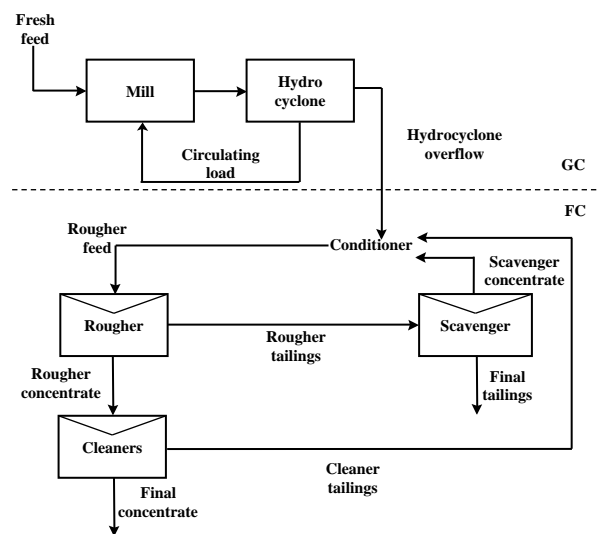 Fresh
feed
Mill
Hydro
cyclone
Circulating
load
Hydrocyclone
overflow
GC
FC
Rougher
feed
Conditioner
Scavenger
concentrate
Rougher
Scavenger
Rougher
tailings
Rougher
concentrate
Final
tailings
Cleaners
Cleaner
tailings
Final
concentrate